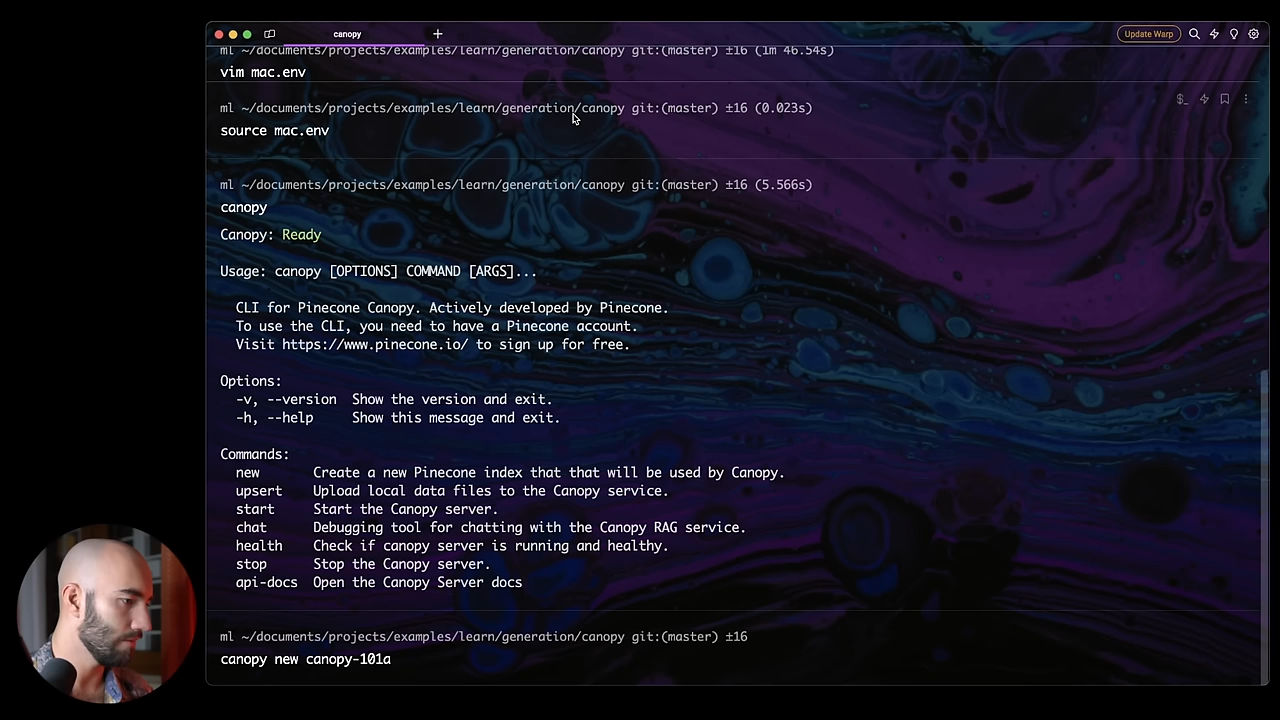 canopy
Update Warp
ml ~/documents/projects/examples/learn/generation/canopy git:(master) ±16 (1m 46.54s)
vim mac.env
ml ~/documents/projects/examples/learn/generation/canopy git:(master) ±16 (0.023s)
source mac.env
ml ~/documents/projects/examples/learn/generation/canopy git:(master) ±16 (5.566s)
canopy
Canopy: Ready
Usage: canopy [OPTIONS] COMMAND [ARGS]...
CLI for Pinecone Canopy. Actively developed by Pinecone.
To use the CLI, you need to have a Pinecone account.
Visit https://www.pinecone.io/ to sign up for free.
Options:
-v, --version  Show the version and exit.
-h, --help     Show this message and exit.
Commands:
new       Create a new Pinecone index that that will be used by Canopy.
upsert    Upload local data files to the Canopy service.
start     Start the Canopy server.
chat      Debugging tool for chatting with the Canopy RAG service.
health    Check if canopy server is running and healthy.
stop      Stop the Canopy server.
api-docs  Open the Canopy Server docs
ml ~/documents/projects/examples/learn/generation/canopy git:(master) ±16
canopy new canopy-101a